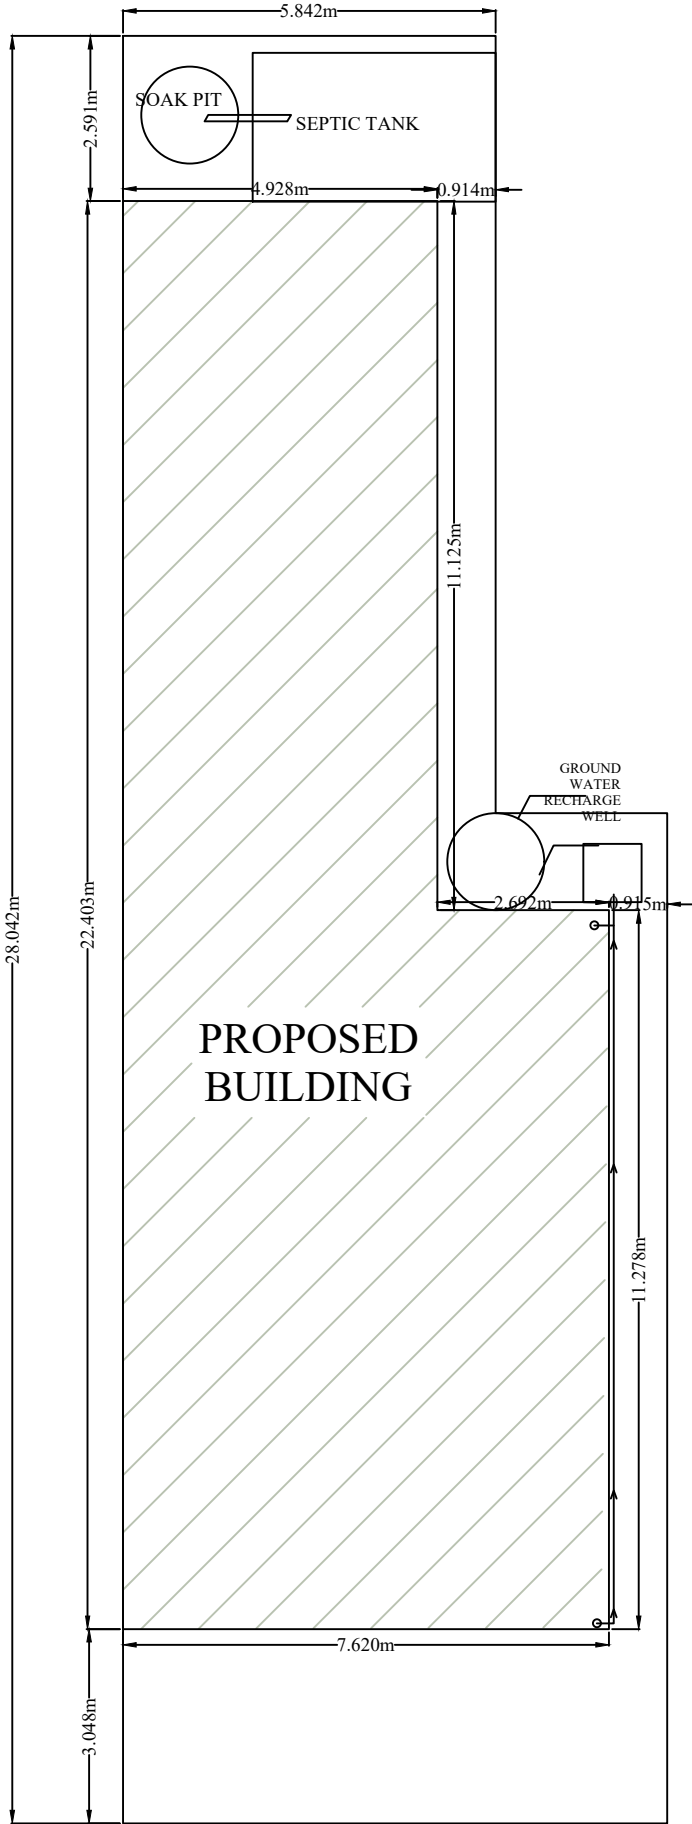 5.842m
2.591m
SOAK PIT
SEPTIC TANK
4.928m
0.914m
11.125m
GROUND
WATER
RECHARGE
WELL
28.042m
22.403m
2.692m
0.915m
PROPOSED
BUILDING
11.278m
7.620m
3.048m